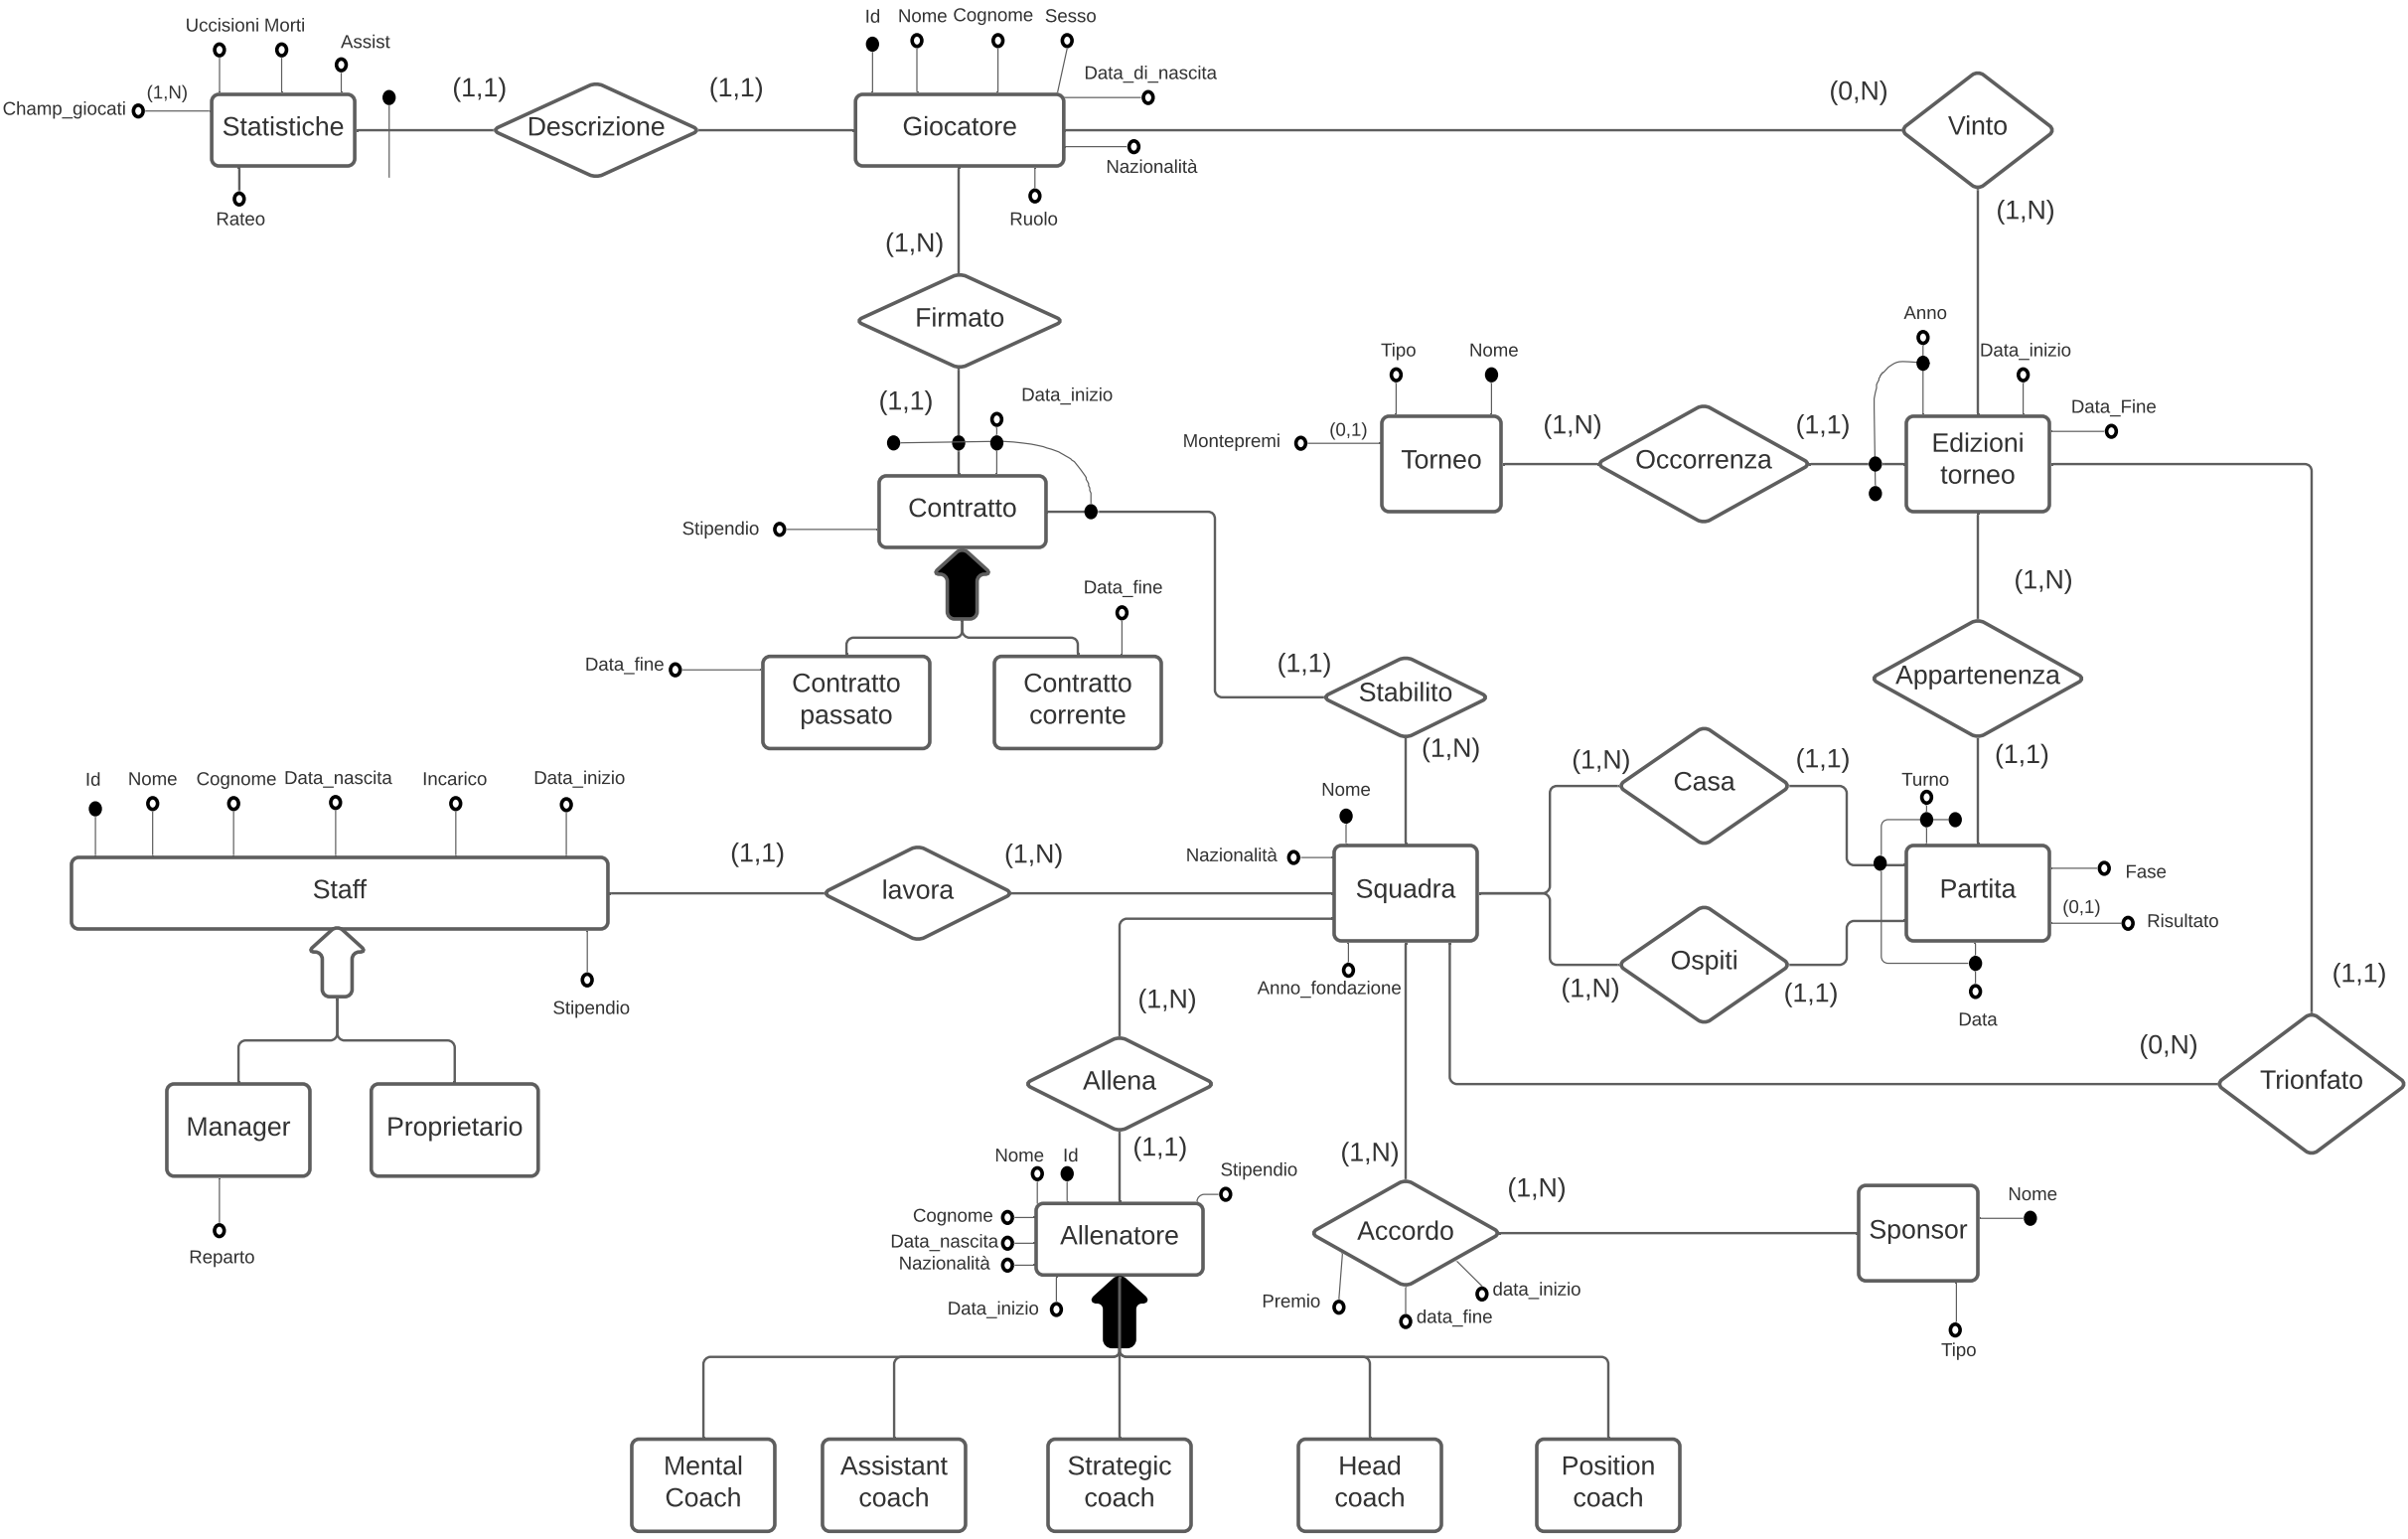 Id
Nome
Cognome
Sesso
Uccisioni
Morti
Assist
Data_di_nascita
Champ_giocati
(1,N)
(1,1)
(1,1)
(0,N)
Statistiche
Descrizione
Giocatore
Vinto
Nazionalità
Rateo
Ruolo
(1,N)
(1,N)
Firmato
Anno
Tipo
Nome
Data_inizio
(1,1)
Data_inizio
Data_Fine
Montepremi
(0,1)
(1,N)
(1,1)
Torneo
Occorrenza
Edizioni
torneo
Contratto
Stipendio
Data_fine
(1,N)
Data_fine
Contratto
passato
Contratto
corrente
(1,1)
Stabilito
Appartenenza
(1,N)
(1,N)
(1,1)
(1,1)
Casa
Id
Nome
Cognome
Data_nascita
Incarico
Data_inizio
Nome
Turno
(1,1)
(1,N)
Nazionalità
Staff
lavora
Squadra
Partita
Fase
(0,1)
Risultato
Ospiti
Anno_fondazione
(1,N)
(1,N)
(1,1)
(1,1)
Stipendio
Data
(0,N)
Allena
Trionfato
Manager
Proprietario
(1,1)
(1,N)
Nome
Id
Stipendio
(1,N)
Nome
Cognome
Data_nascita
Nazionalità
Allenatore
Accordo
Sponsor
Reparto
Data_inizio
Premio
data_fine
data_inizio
Tipo
Mental
Coach
Assistant
coach
Strategic
coach
Head
coach
Position
coach